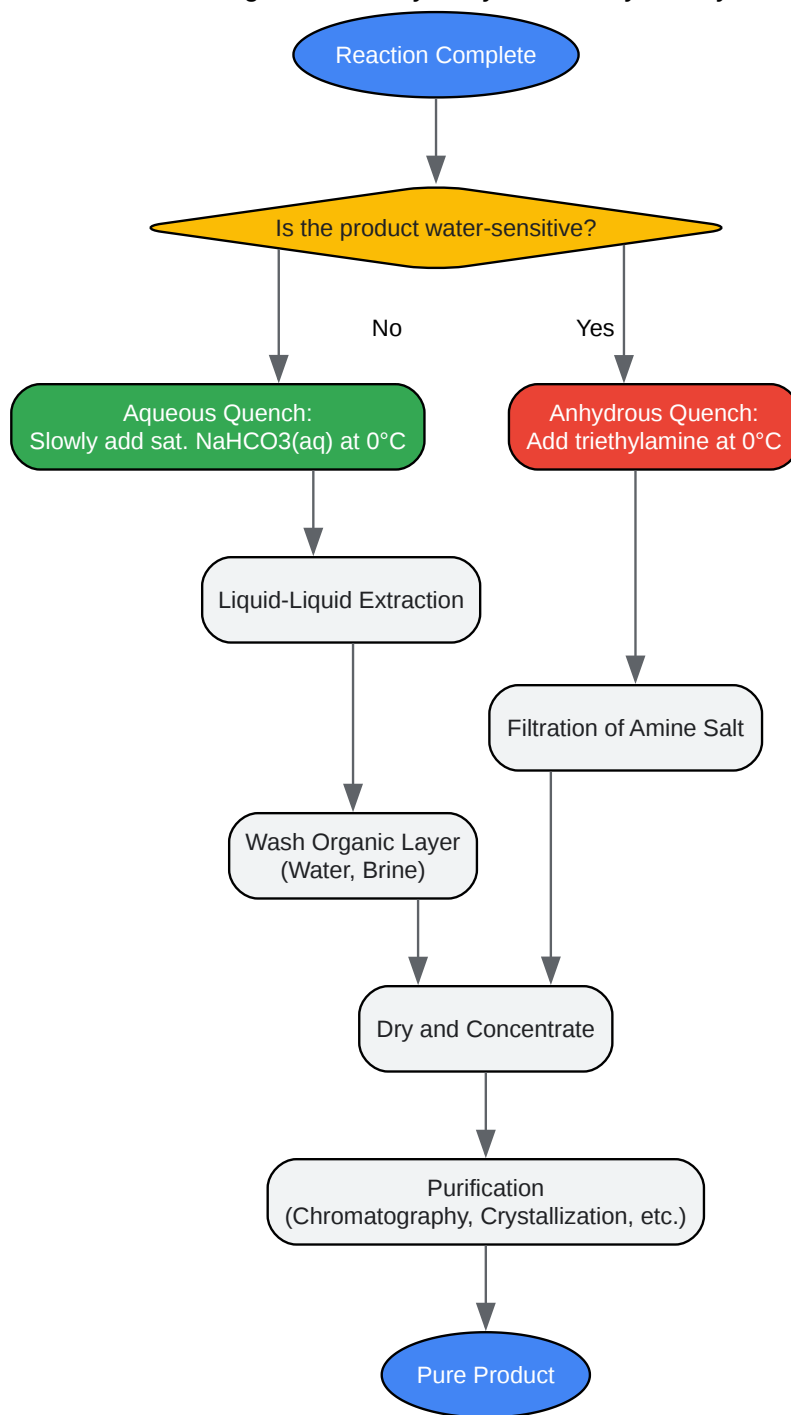 Reaction Complete
Is the product water-sensitive?
No
Yes
Aqueous Quench:
Slowly add sat. NaHCO3(aq) at 0°C
Anhydrous Quench:
Add triethylamine at 0°C
Liquid-Liquid Extraction
Filtration of Amine Salt
Wash Organic Layer
(Water, Brine)
Dry and Concentrate
Purification
(Chromatography, Crystallization, etc.)
Pure Product